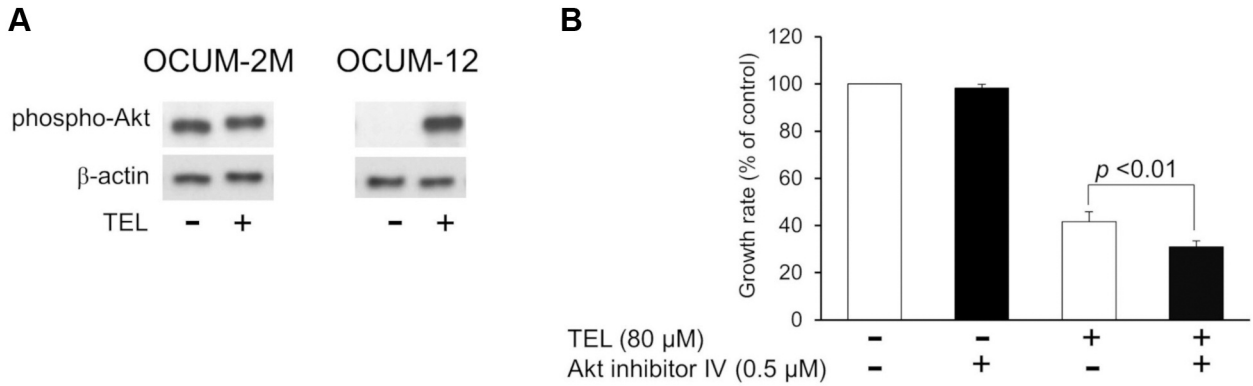 A
OCUM-2M OCUM-12
phospho-Akt
β-actin
TEL - + - +
B
Growth rate (% of control)
120
100
80
60
40
20
0
p <0.01
TEL (80 μM) - - + +
Akt inhibitor IV (0.5 μM) - + - +